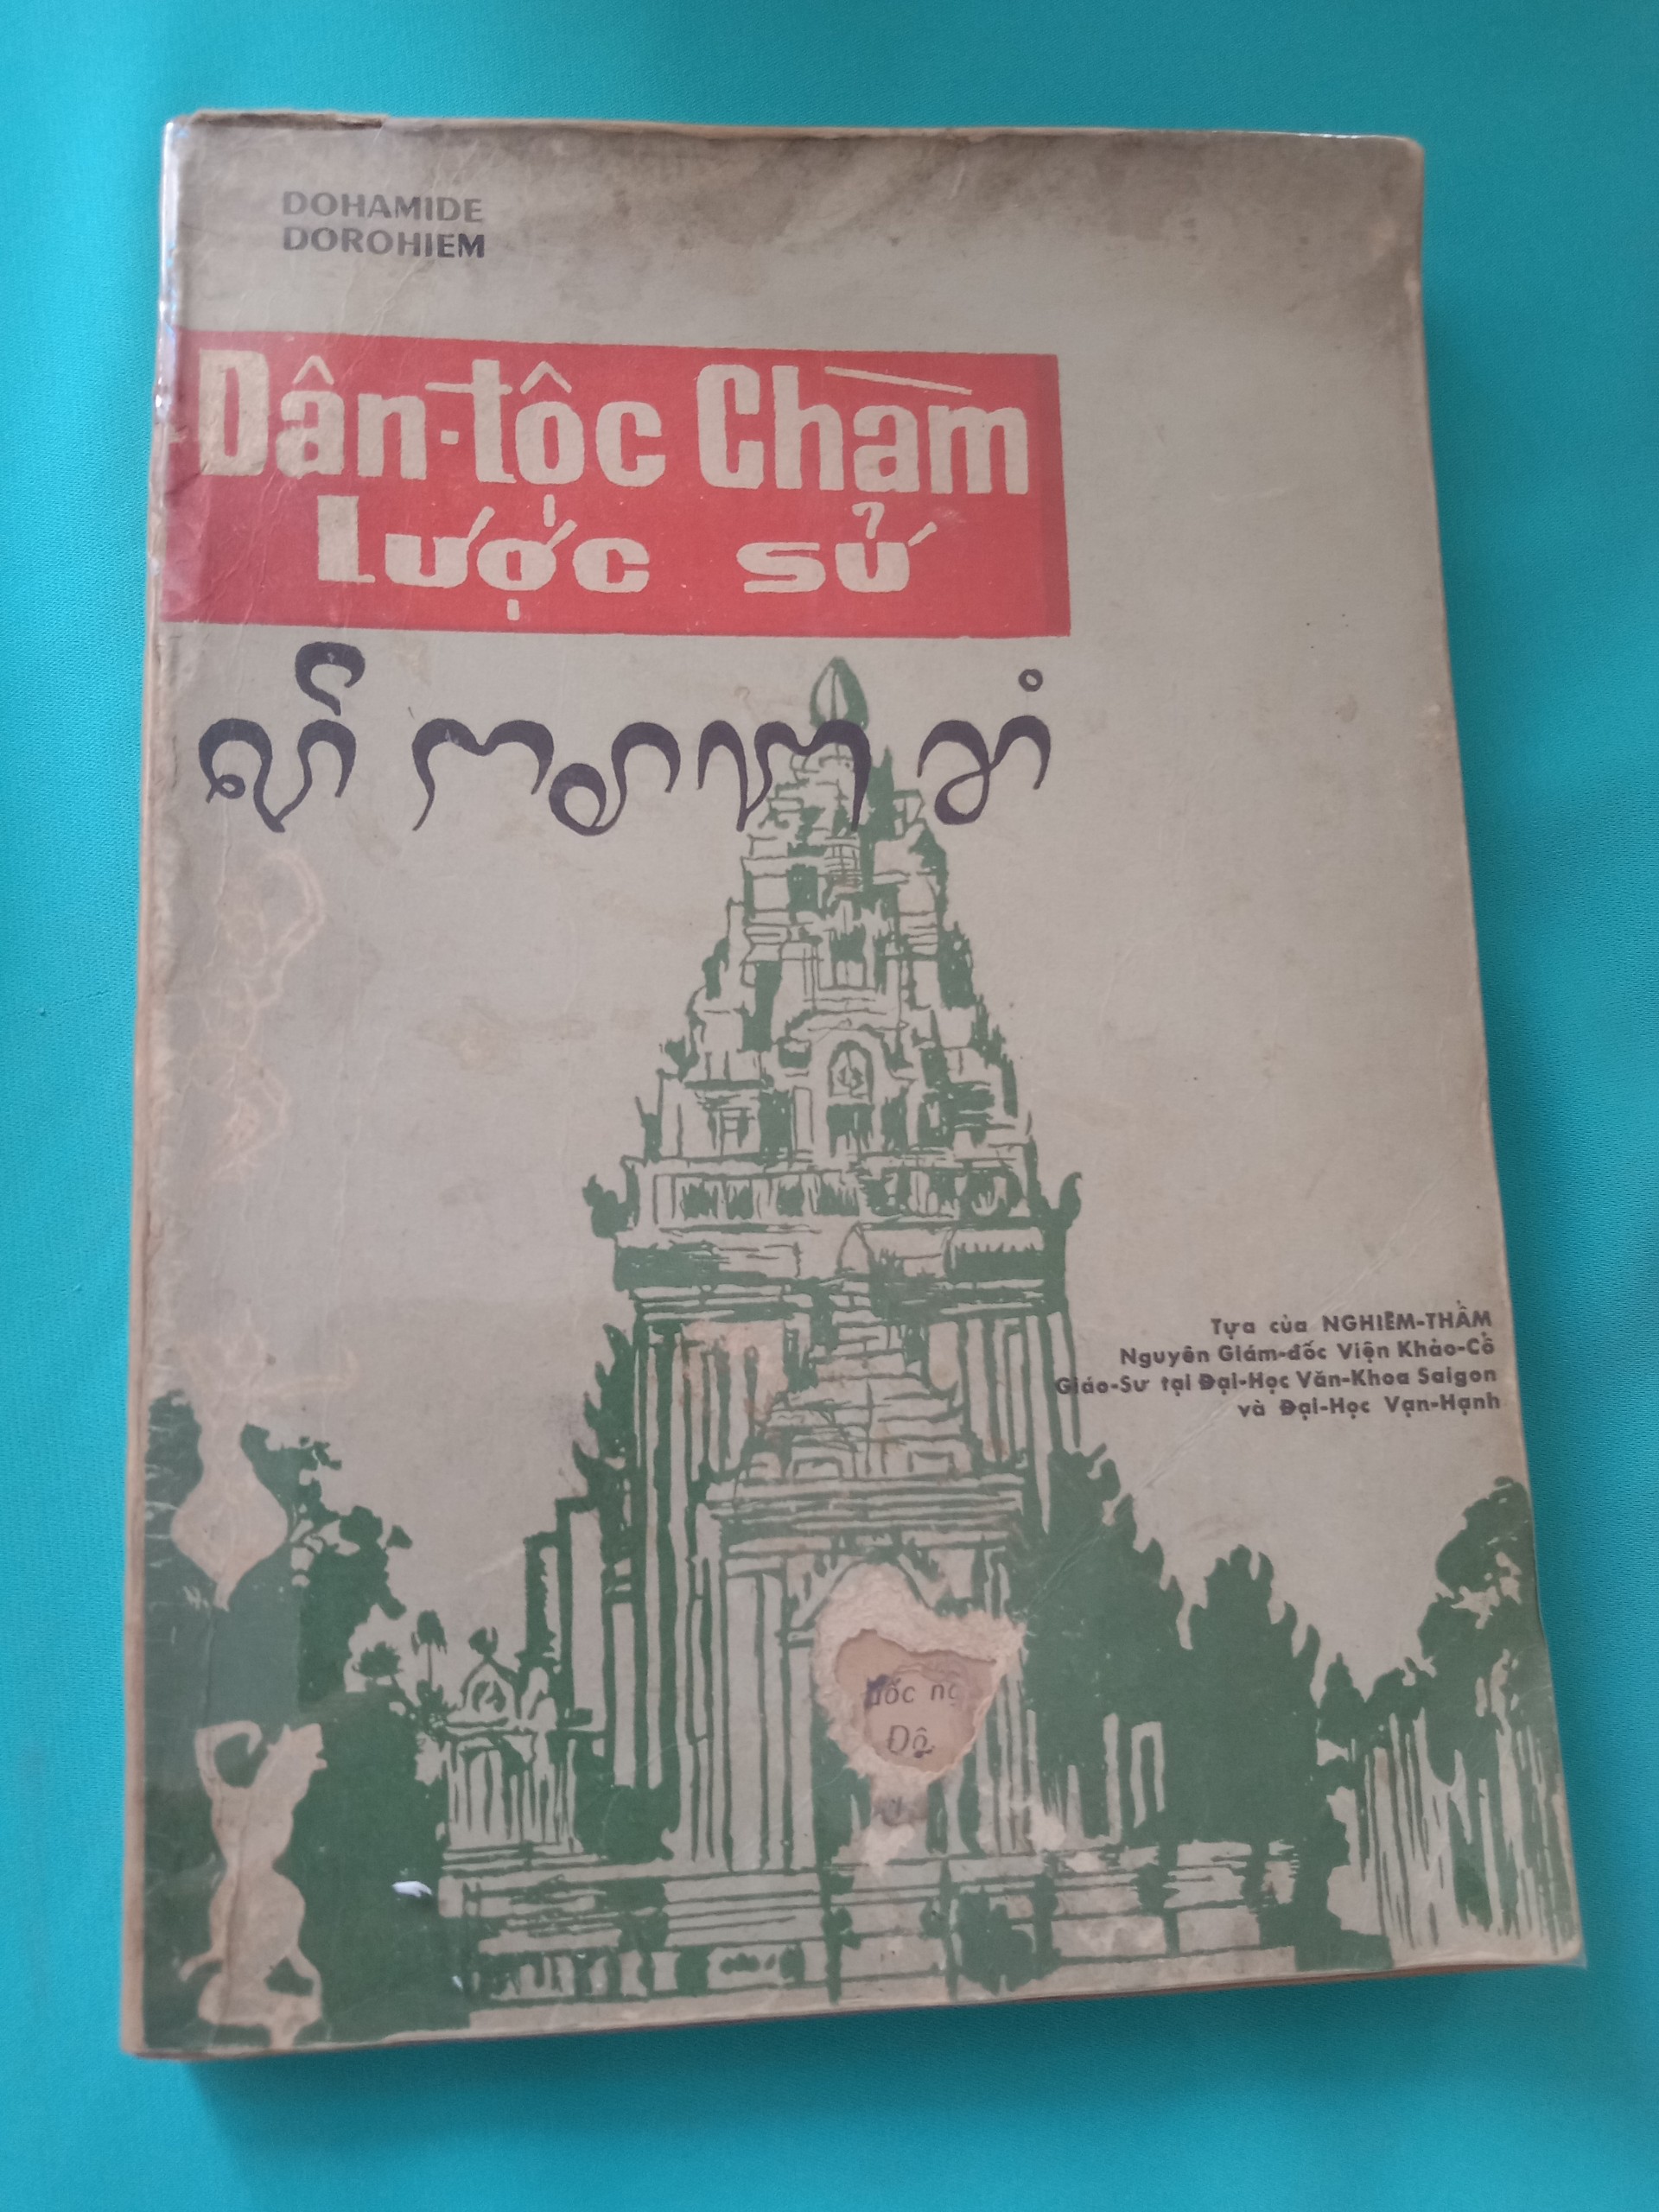 DOHAMIDE
DOROHIEM
Dân-tộc Chàm
lược sử
Tựa của NGHIÊM-THẨM
Nguyên Giám-đốc Viện Khảo-Cổ
Giáo-Sư tại Đại-Học Văn-Khoa Saigon
và Đại-Học Vạn-Hạnh